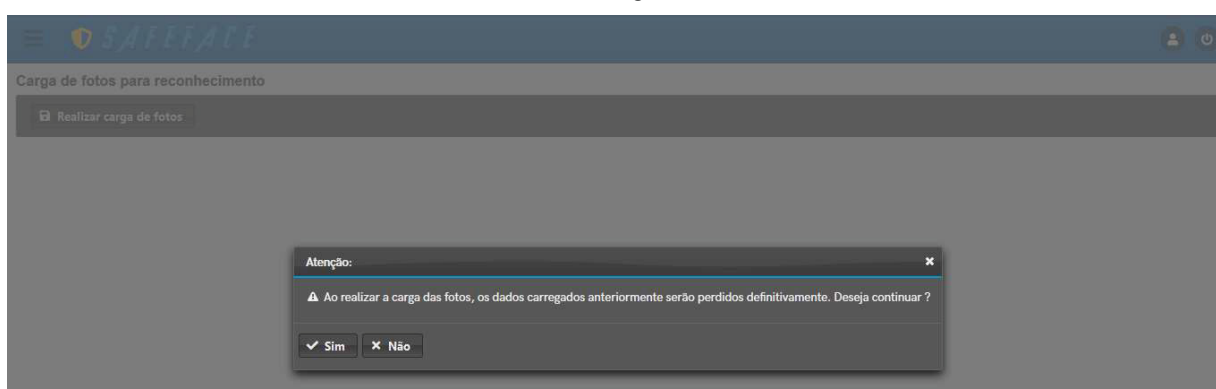 SAFEFACE
Carga de fotos para reconhecimento
Realizar carga de fotos
Atenção:
Ao realizar a carga das fotos, os dados carregados anteriormente serão perdidos definitivamente. Deseja continuar ?
Sim Não